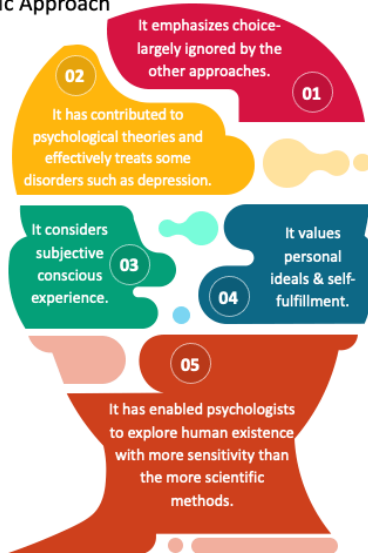 ic Approach
It emphasizes choice-
largely ignored by the
other approaches.
01
02
It has contributed to
psychological theories and
effectively treats some
disorders such as depression.
It considers
subjective
conscious
experience.
03
It values
personal
ideals & self-
fulfillment.
04
05
It has enabled psychologists
to explore human existence
with more sensitivity than
the more scientific
methods.